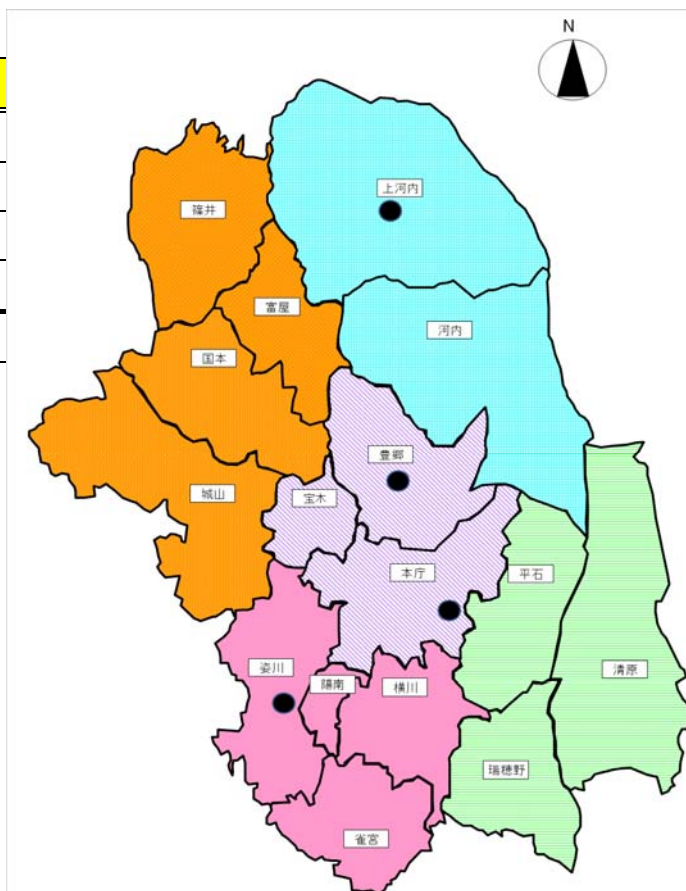 N
上河内
篠井
富屋
河内
国本
豊郷
城山
宝木
本庁
平石
姿川
陽南
横川
清原
瑞穂野
雀宮